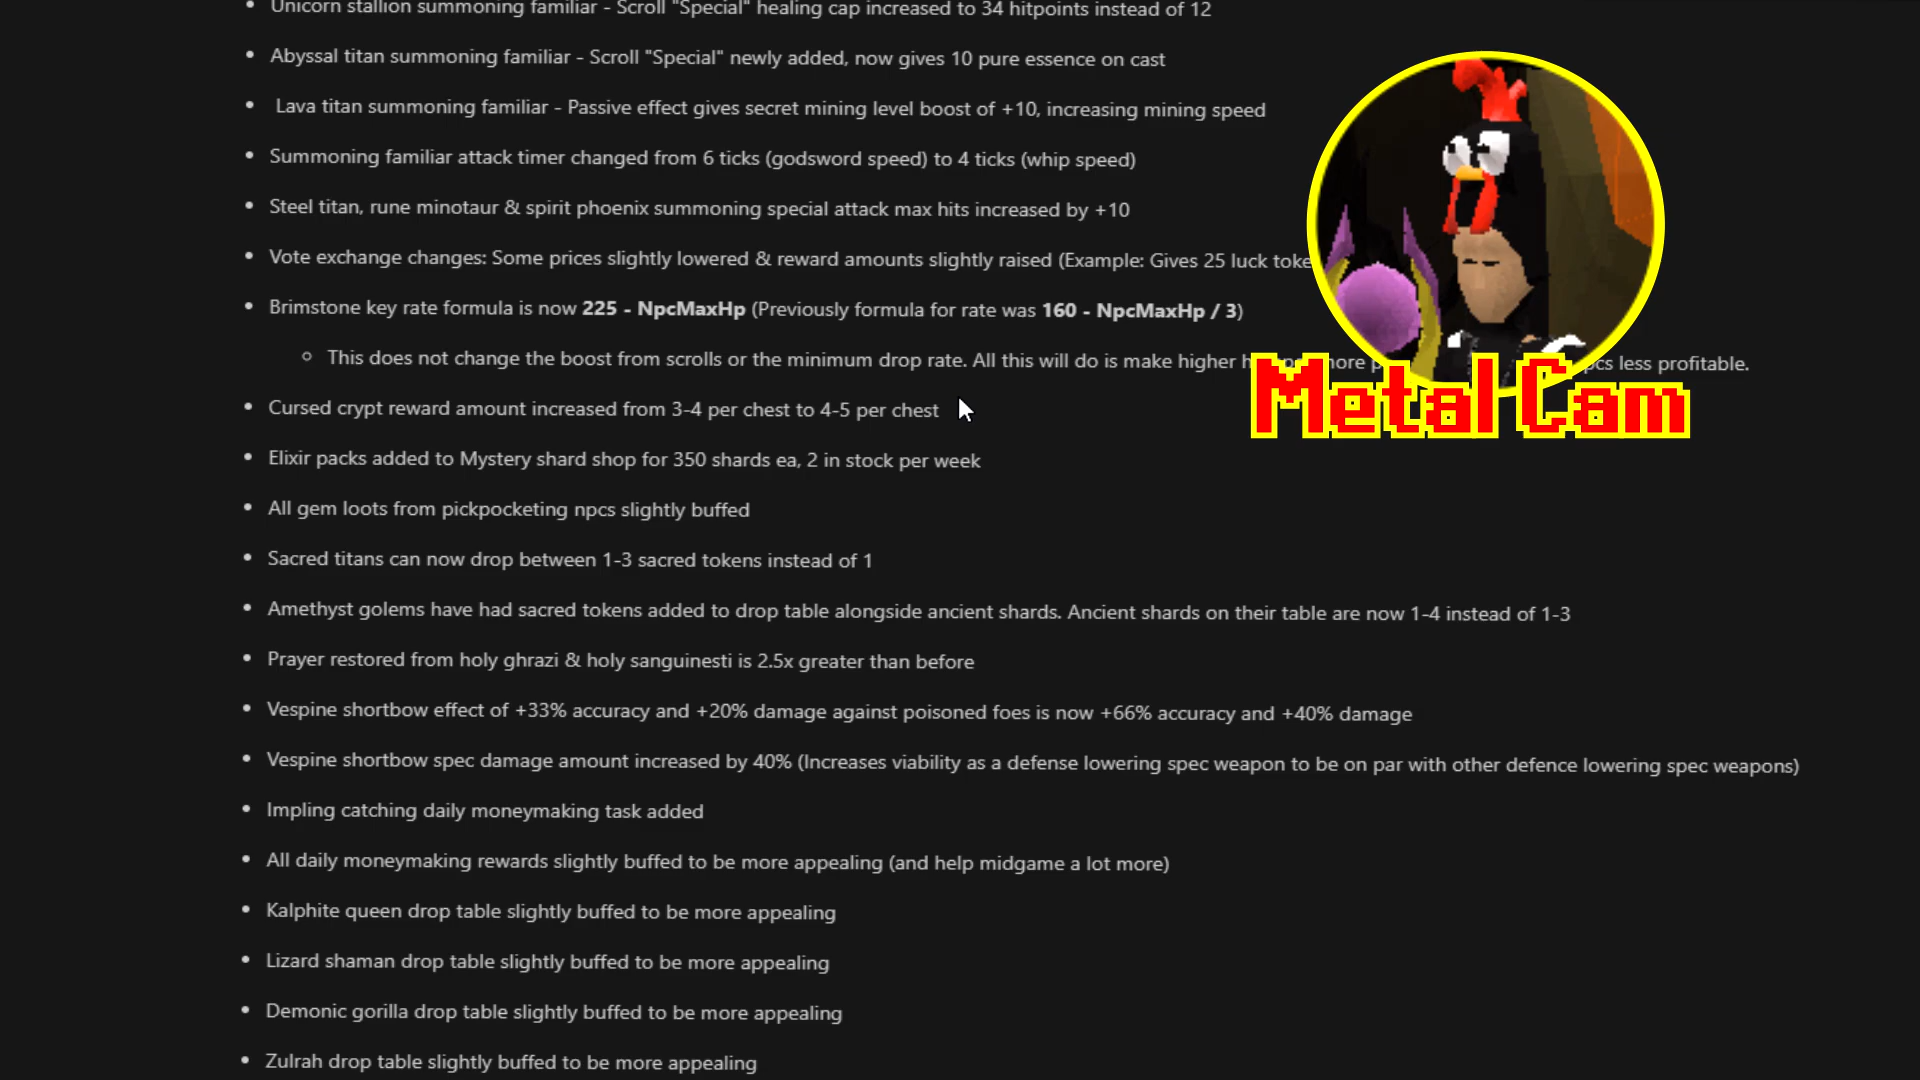 Unicorn stallion summoning familiar - Scroll "Special" healing cap increased to 34 hitpoints instead of 12
Abyssal titan summoning familiar - Scroll "Special" newly added, now gives 10 pure essence on cast
Lava titan summoning familiar - Passive effect gives secret mining level boost of +10, increasing mining speed
Summoning familiar attack timer changed from 6 ticks (godsword speed) to 4 ticks (whip speed)
Steel titan, rune minotaur & spirit phoenix summoning special attack max hits increased by +10
Vote exchange changes: Some prices slightly lowered & reward amounts slightly raised (Example: Gives 25 luck
Brimstone key rate formula is now 225 - NpcMaxHp (Previously formula for rate was 160 - NpcMaxHp / 3)
This does not change the boost from scrolls or the minimum drop rate. All this will do is make higher more less profitable.
Metal Cam
Cursed crypt reward amount increased from 3-4 per chest to 4-5 per chest
Elixir packs added to Mystery shard shop for 350 shards ea, 2 in stock per week
All gem loots from pickpocketing npcs slightly buffed
Sacred titans can now drop between 1-3 sacred tokens instead of 1
Amethyst golems have had sacred tokens added to drop table alongside ancient shards. Ancient shards on their table are now 1-4 instead of 1-3
Prayer restored from holy ghrazi & holy sanguinesti is 2.5x greater than before
Vespine shortbow effect of +33% accuracy and +20% damage against poisoned foes is now +66% accuracy and +40% damage
Vespine shortbow spec damage amount increased by 40% (Increases viability as a defense lowering spec weapon to be on par with other defence lowering spec weapons)
Impling catching daily moneymaking task added
All daily moneymaking rewards slightly buffed to be more appealing (and help midgame a lot more)
Kalphite queen drop table slightly buffed to be more appealing
Lizard shaman drop table slightly buffed to be more appealing
Demonic gorilla drop table slightly buffed to be more appealing
Zulrah drop table slightly buffed to be more appealing